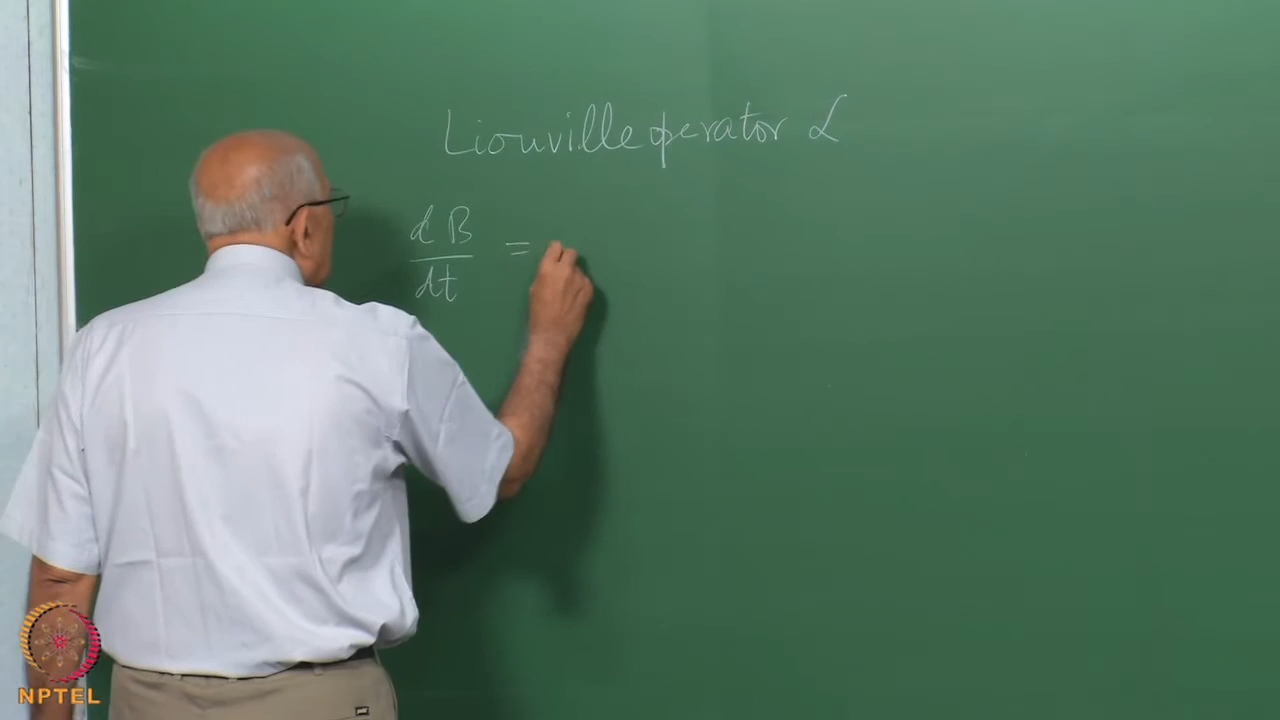 Liouville operator ℒ
dB/dt =
NPTEL